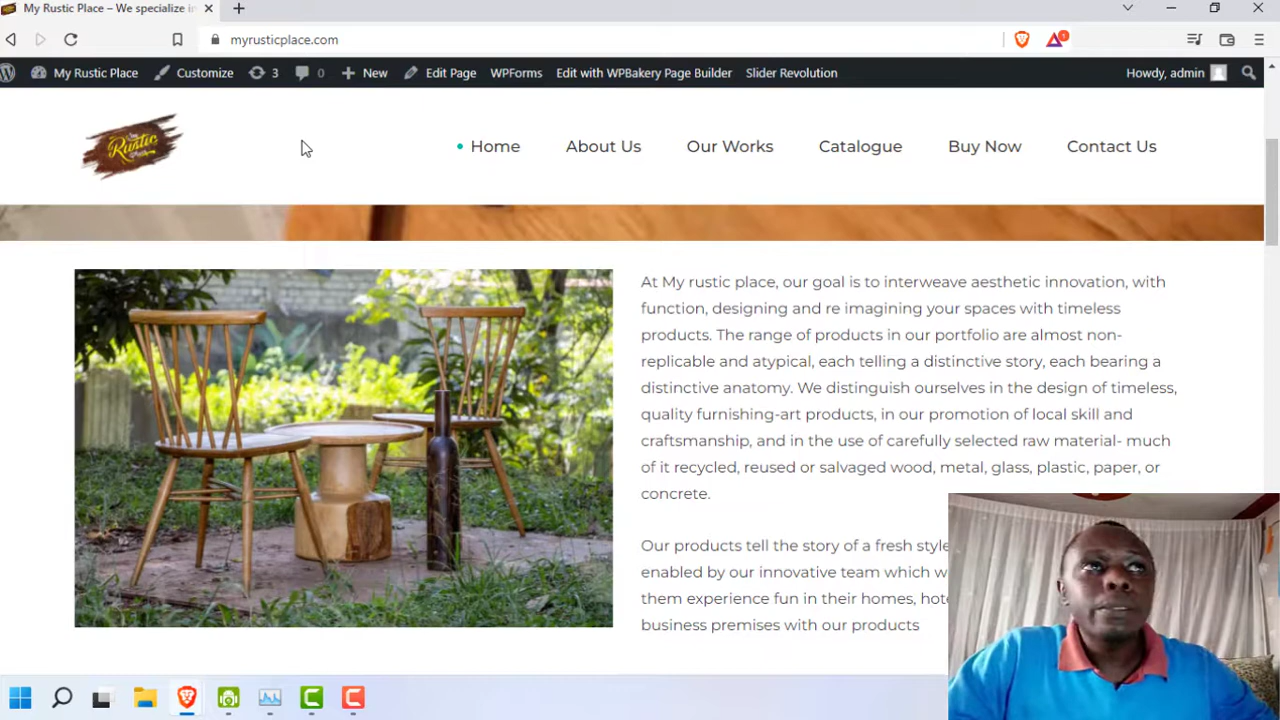 My Rustic Place – We specialize in
myrusticplace.com
1
My Rustic Place
Customize
3
0
New
Edit Page
WPForms
Edit with WPBakery Page Builder
Slider Revolution
Howdy, admin
Rustic
Home
About Us
Our Works
Catalogue
Buy Now
Contact Us
At My rustic place, our goal is to interweave aesthetic innovation, with
function, designing and re imagining your spaces with timeless
products. The range of products in our portfolio are almost non-
replicable and atypical, each telling a distinctive story, each bearing a
distinctive anatomy. We distinguish ourselves in the design of timeless,
quality furnishing-art products, in our promotion of local skill and
craftsmanship, and in the use of carefully selected raw material- much
of it recycled, reused or salvaged wood, metal, glass, plastic, paper, or
concrete.
Our products tell the story of a fresh style
enabled by our innovative team which w
them experience fun in their homes, hot
business premises with our products